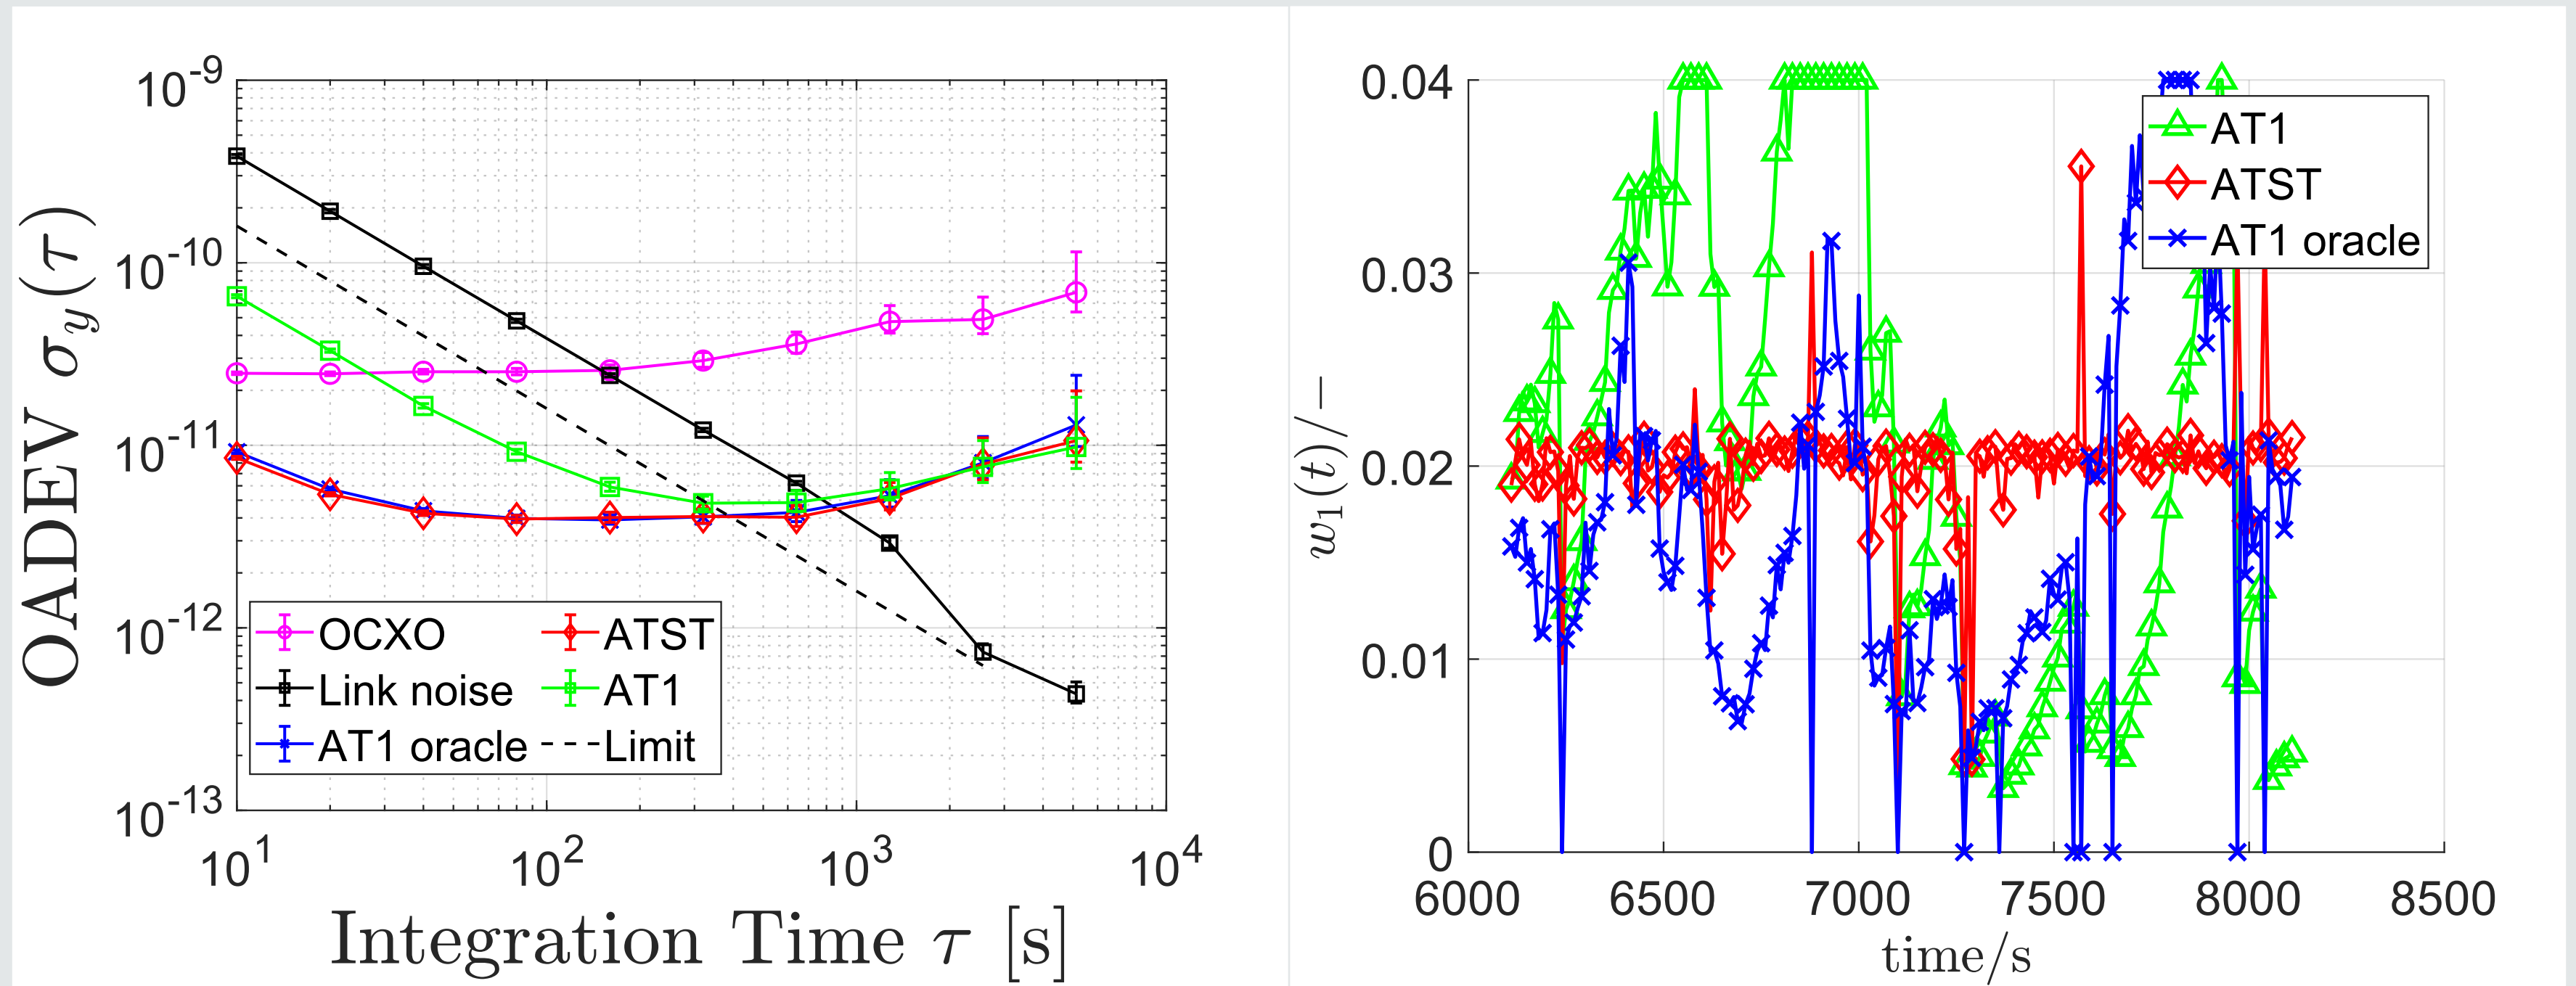 OADEV σ_y(τ)
10^-9
10^-10
10^-11
10^-12
10^-13
10^1 10^2 10^3 10^4
Integration Time τ [s]
OCXO ATST
Link noise AT1
AT1 oracle Limit
w_1(t)/−
0.04
0.03
0.02
0.01
0
6000 6500 7000 7500 8000 8500
time/s
AT1
ATST
AT1 oracle